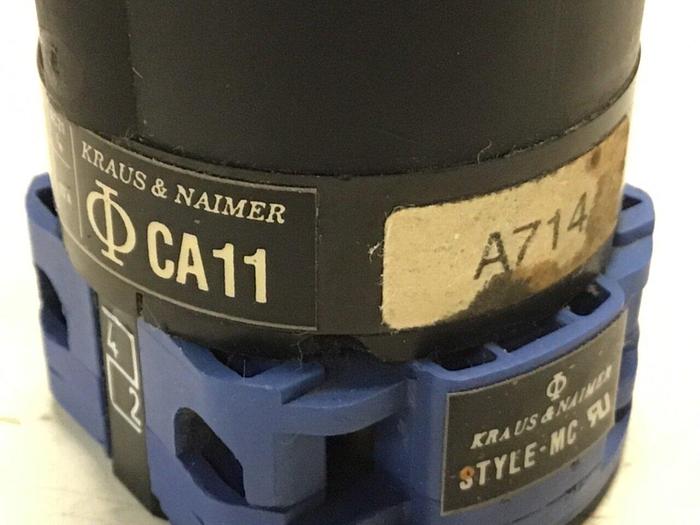 KRAUS & NAIMER
Φ CA11
A714
4
2
Φ
KRAUS & NAIMER
STYLE-MC